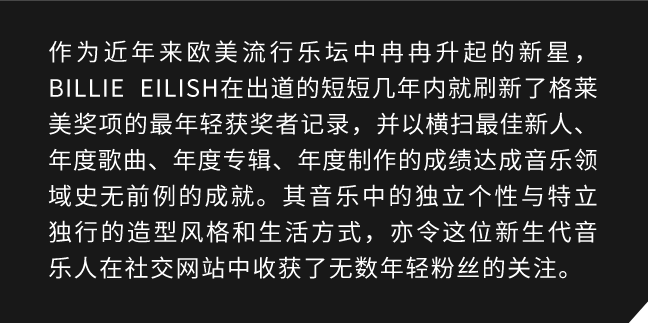 作为近年来欧美流行乐坛中冉冉升起的新星，
BILLIE EILISH在出道的短短几年内就刷新了格莱
美奖项的最年轻获奖者记录，并以横扫最佳新人、
年度歌曲、年度专辑、年度制作的成绩达成音乐领
域史无前例的成就。其音乐中的独立个性与特立
独行的造型风格和生活方式，亦令这位新生代音
乐人在社交网站中收获了无数年轻粉丝的关注。